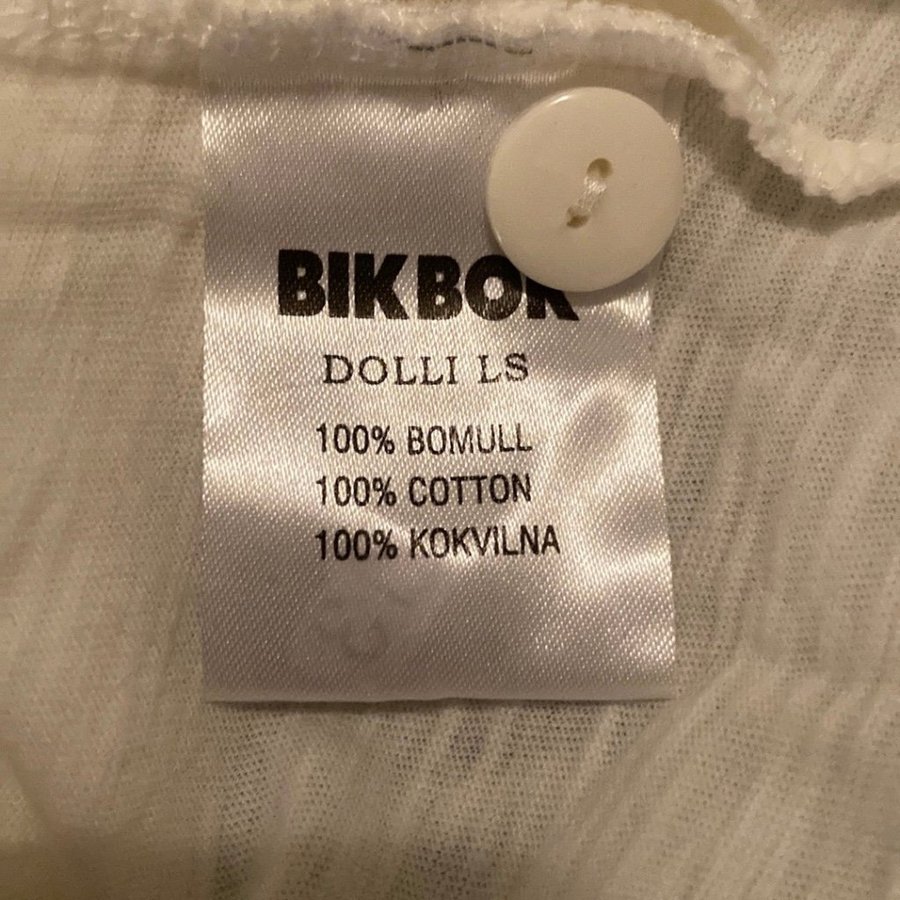 BIKBOK
DOLLI LS
100% BOMULL
100% COTTON
100% KOKVILNA